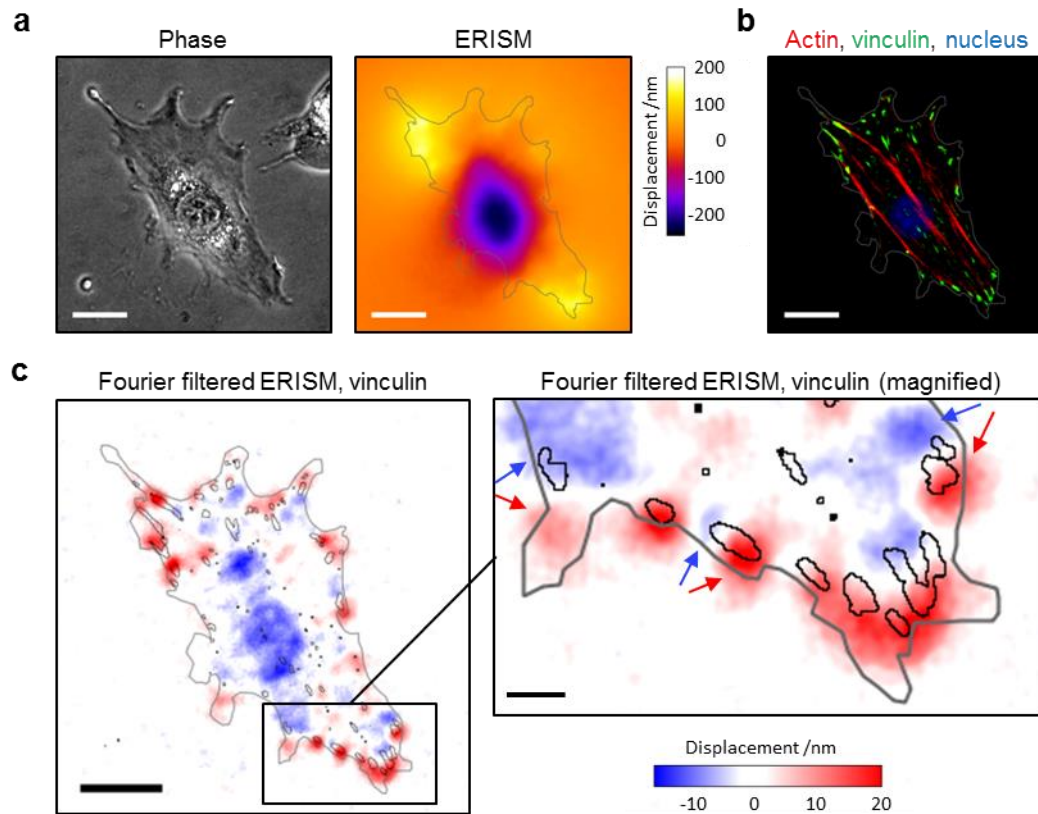 a
Phase
ERISM
200
100
0
-100
-200
Displacement /nm
b
Actin, vinculin, nucleus
c
Fourier filtered ERISM, vinculin
Fourier filtered ERISM, vinculin (magnified)
Displacement /nm
-10 0 10 20